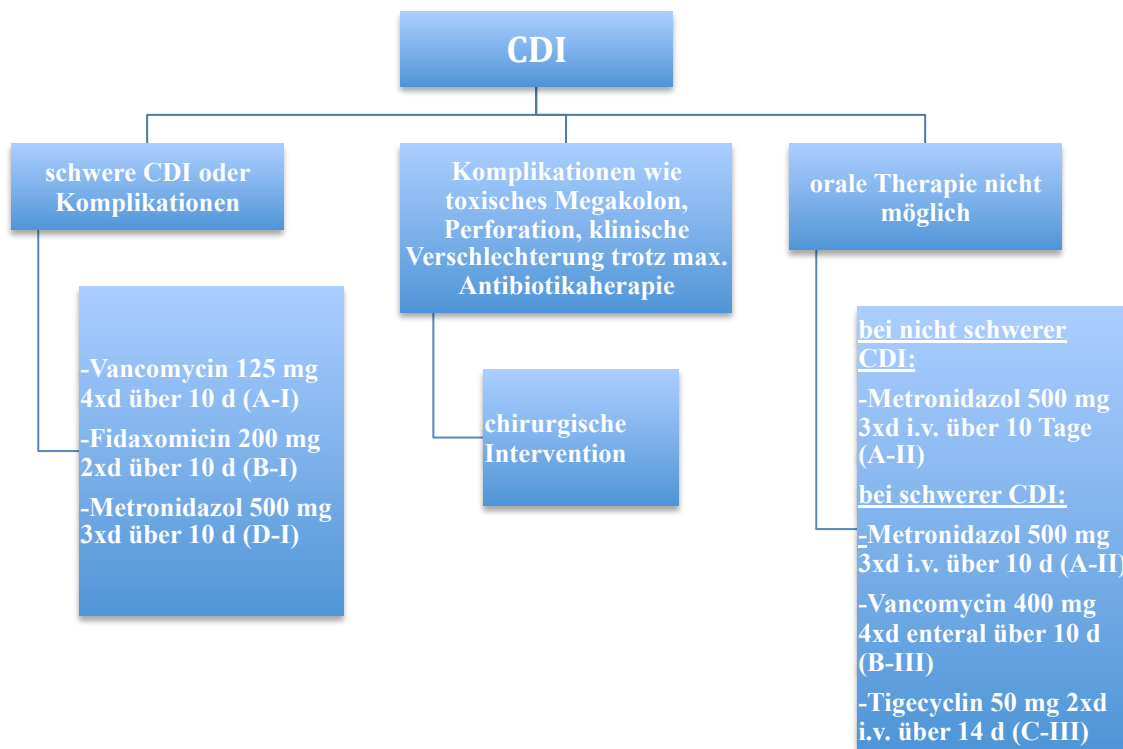 CDI
schwere CDI oder
Komplikationen
-Vancomycin 125 mg
4xd über 10 d (A-I)
-Fidaxomicin 200 mg
2xd über 10 d (B-I)
-Metronidazol 500 mg
3xd über 10 d (D-I)
Komplikationen wie
toxisches Megakolon,
Perforation, klinische
Verschlechterung trotz max.
Antibiotikaherapie
chirurgische
Intervention
orale Therapie nicht
möglich
bei nicht schwerer
CDI:
-Metronidazol 500 mg
3xd i.v. über 10 Tage
(A-II)
bei schwerer CDI:
-Metronidazol 500 mg
3xd i.v. über 10 d (A-II)
-Vancomycin 400 mg
4xd enteral über 10 d
(B-III)
-Tigecyclin 50 mg 2xd
i.v. über 14 d (C-III)